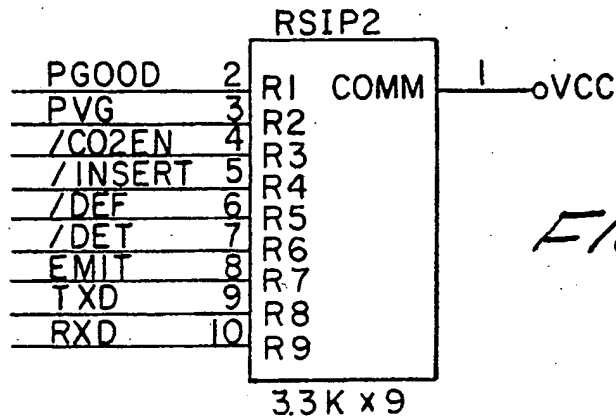 RSIP2
PGOOD 2 R1 COMM 1 VCC
PVG 3 R2
/CO2EN 4 R3
/INSERT 5 R4
/DEF 6 R5
/DET 7 R6
EMIT 8 R7
TXD 9 R8
RXD 10 R9
3.3K x 9